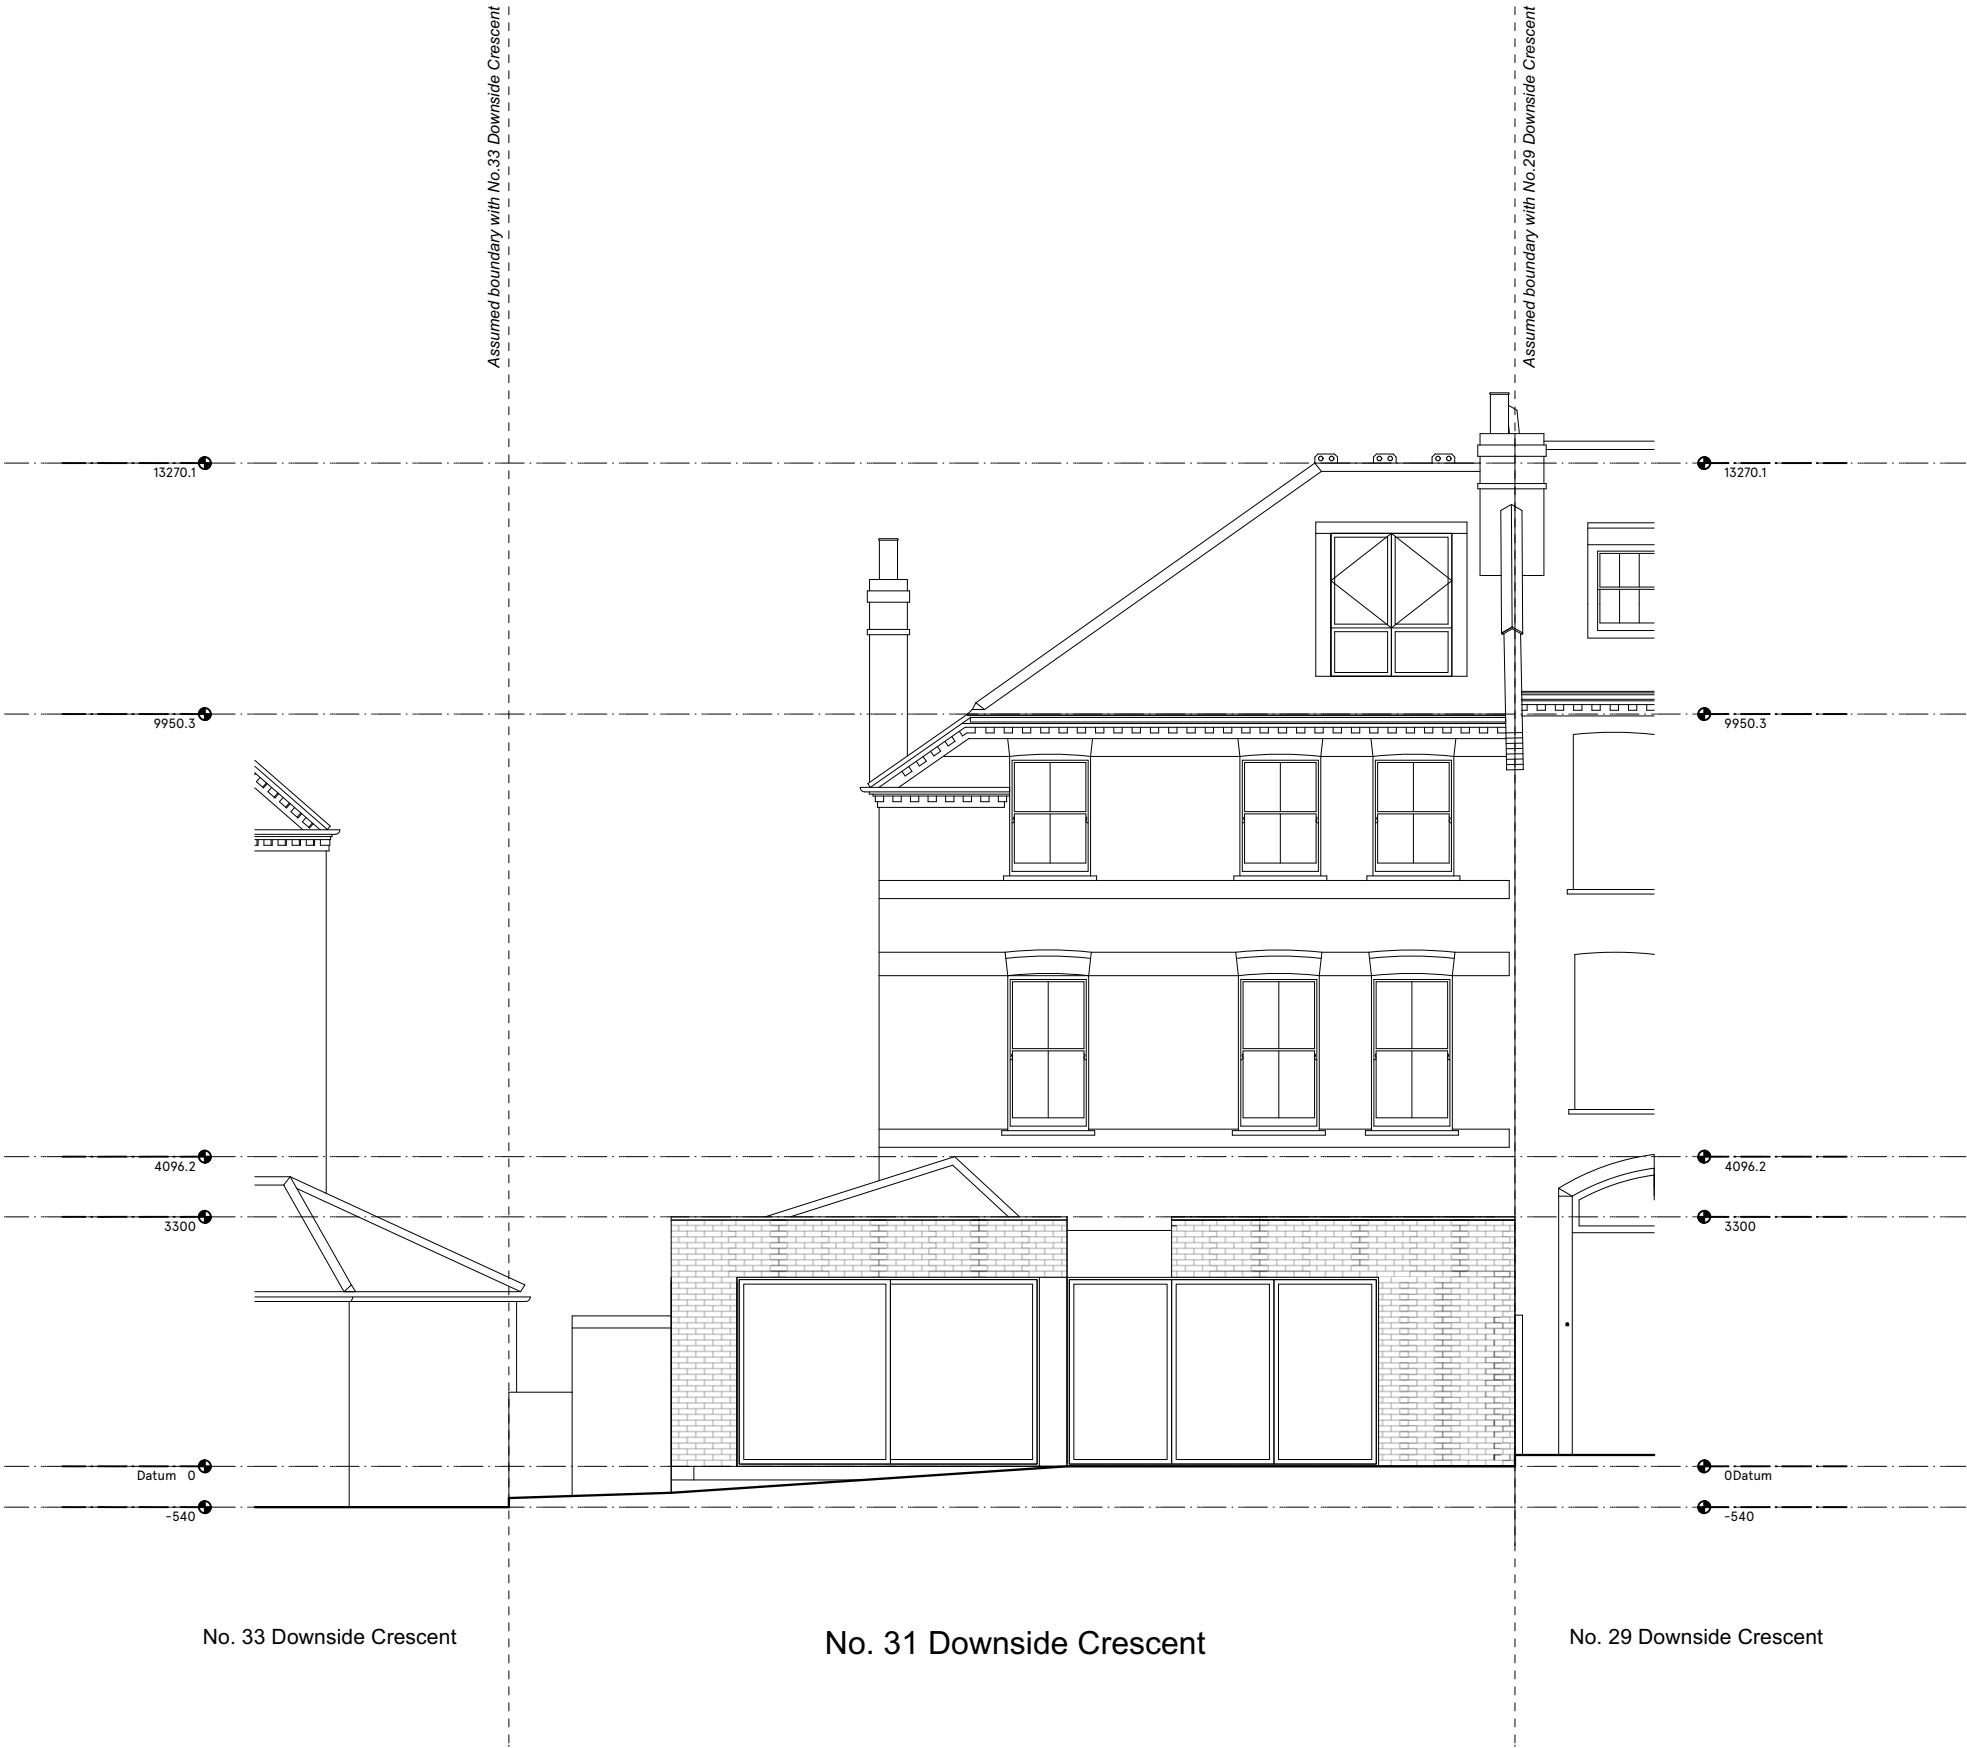 Assumed boundary with No.33 Downside Crescent
Assumed boundary with No.29 Downside Crescent
13270.1
13270.1
9950.3
9950.3
4096.2
4096.2
3300
3300
Datum 0
0Datum
-540
-540
No. 33 Downside Crescent
No. 31 Downside Crescent
No. 29 Downside Crescent